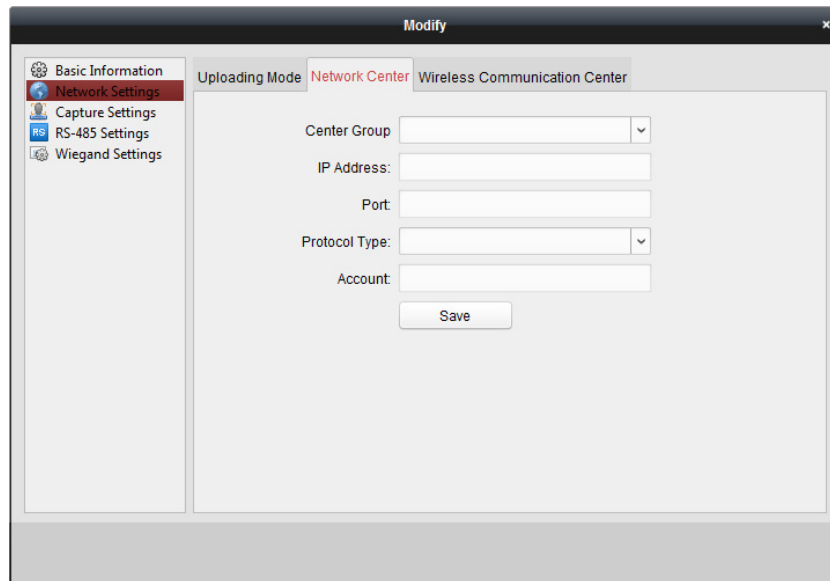 Modify
×
Basic Information
Network Settings
Capture Settings
RS RS-485 Settings
Wiegand Settings
Uploading Mode Network Center Wireless Communication Center
Center Group
IP Address:
Port:
Protocol Type:
Account:
Save